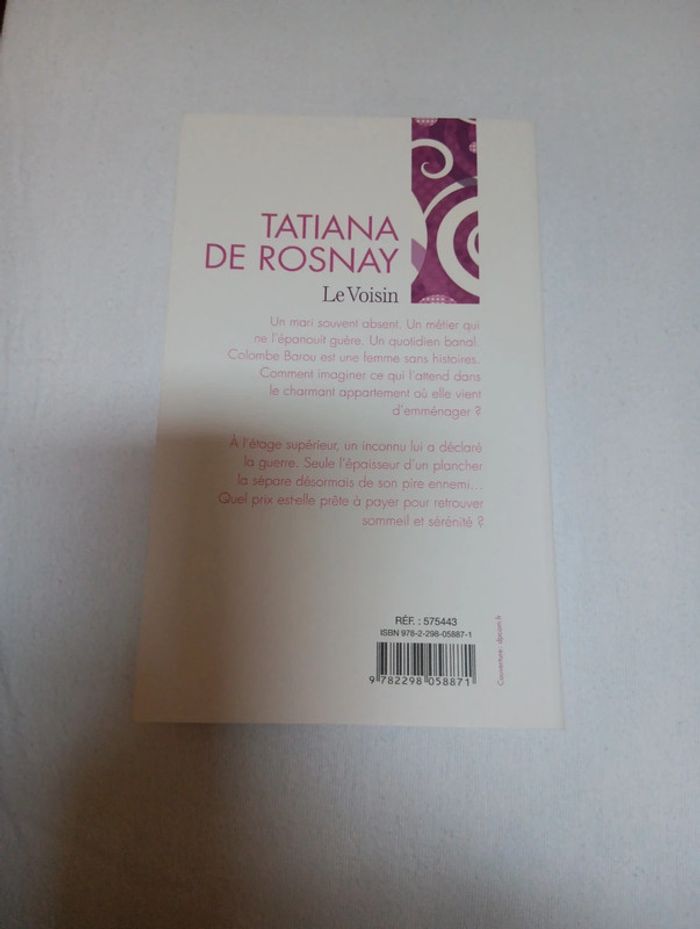 TATIANA
DE ROSNAY
Le Voisin
Un mari souvent absent. Un métier qui
ne l'épanouit guère. Un quotidien banal.
Colombe Barou est une femme sans histoires.
Comment imaginer ce qui l'attend dans
le charmant appartement où elle vient
d'emménager ?
À l'étage supérieur, un inconnu lui a déclaré
la guerre. Seule l'épaisseur d'un plancher
la sépare désormais de son pire ennemi...
Quel prix est-elle prête à payer pour retrouver
sommeil et sérénité ?
RÉF. : 575443
ISBN 978-2-298-05887-1
9 782298 058871
Couverture : dpcom.fr